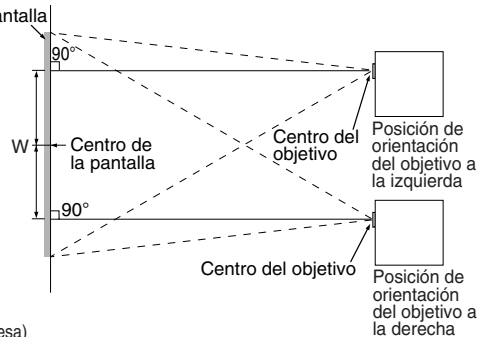 antalla
90°
W
Centro de
la pantalla
90°
Centro del
objetivo
Posición de
orientación
del objetivo a
la izquierda
Centro del objetivo
Posición de
orientación
del objetivo a
la derecha
esa)